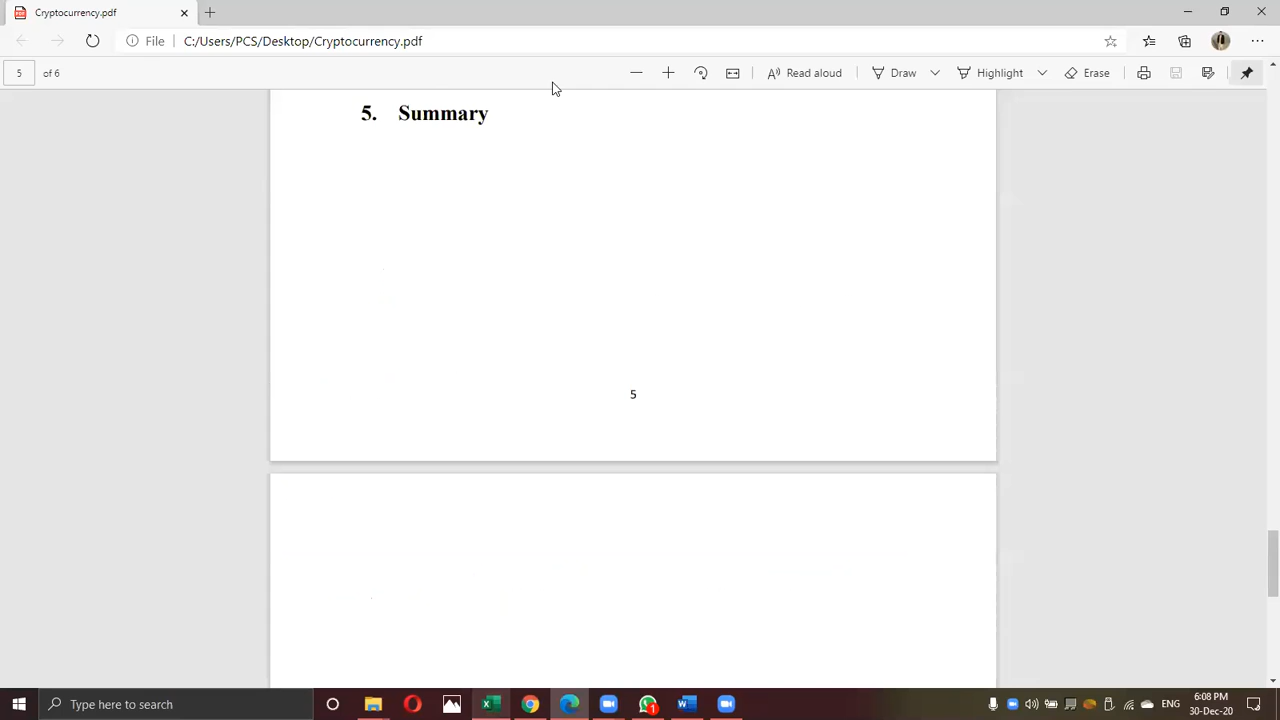 Cryptocurrency.pdf
File C:/Users/PCS/Desktop/Cryptocurrency.pdf
5 of 6
Read aloud
Draw
Highlight
Erase
5. Summary
5
Type here to search
1
ENG
6:08 PM
30-Dec-20